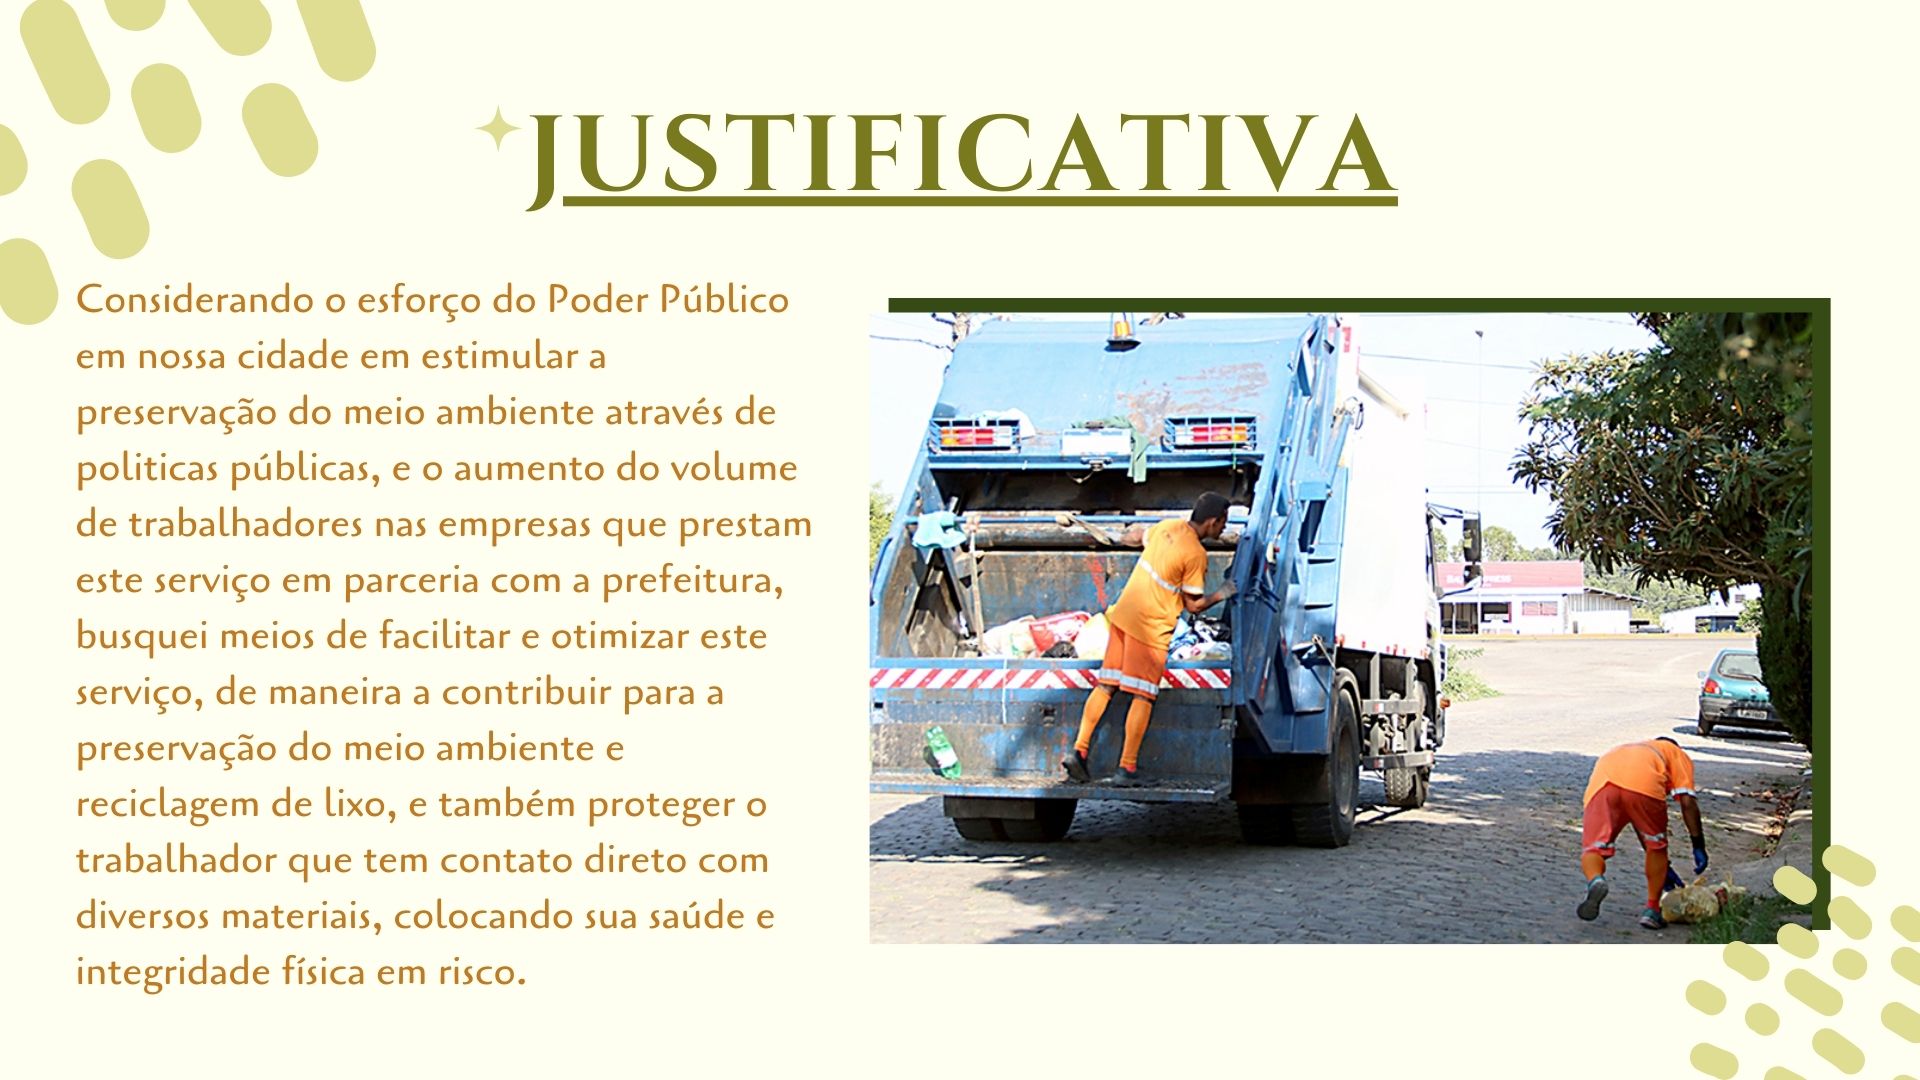 JUSTIFICATIVA
Considerando o esforço do Poder Público
em nossa cidade em estimular a
preservação do meio ambiente através de
politicas públicas, e o aumento do volume
de trabalhadores nas empresas que prestam
este serviço em parceria com a prefeitura,
busquei meios de facilitar e otimizar este
serviço, de maneira a contribuir para a
preservação do meio ambiente e
reciclagem de lixo, e também proteger o
trabalhador que tem contato direto com
diversos materiais, colocando sua saúde e
integridade física em risco.